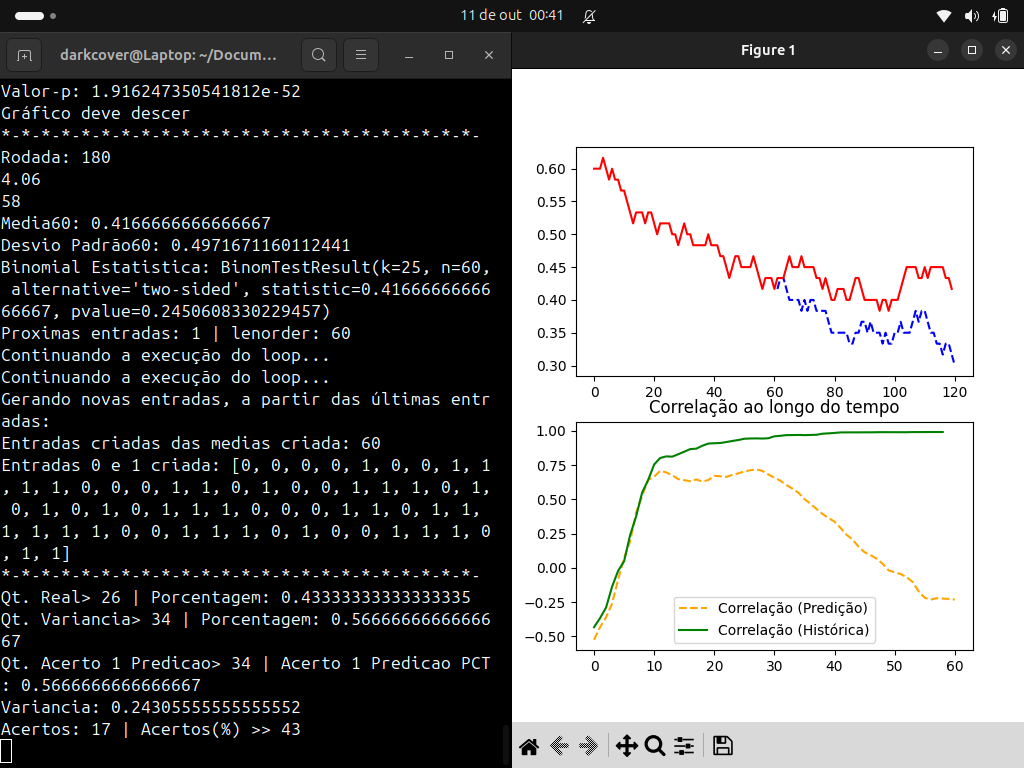 11 de out 00:41
darkcover@Laptop: ~/Docum...
Valor-p: 1.916247350541812e-52
Gráfico deve descer
*-*-*-*-*-*-*-*-*-*-*-*-*-*-*-*-*-*-*-*-*-*-*-*-
Rodada: 180
4.06
58
Media60: 0.4166666666666667
Desvio Padrão60: 0.4971671160112441
Binomial Estatistica: BinomTestResult(k=25, n=60,
 alternative='two-sided', statistic=0.41666666666
66667, pvalue=0.2450608330229457)
Proximas entradas: 1 | lenorder: 60
Continuando a execução do loop...
Continuando a execução do loop...
Gerando novas entradas, a partir das últimas entr
adas:
Entradas criadas das medias criada: 60
Entradas 0 e 1 criada: [0, 0, 0, 0, 1, 0, 0, 1, 1
, 1, 1, 0, 0, 0, 1, 1, 0, 1, 0, 0, 1, 1, 1, 0, 1,
 0, 1, 0, 1, 0, 1, 1, 1, 0, 0, 0, 1, 1, 0, 1, 1,
1, 1, 1, 1, 0, 0, 1, 1, 1, 0, 1, 0, 0, 1, 1, 1, 0
, 1, 1]
*-*-*-*-*-*-*-*-*-*-*-*-*-*-*-*-*-*-*-*-*-*-*-*-
Qt. Real> 26 | Porcentagem: 0.43333333333333335
Qt. Variancia> 34 | Porcentagem: 0.56666666666666
67
Qt. Acerto 1 Predicao> 34 | Acerto 1 Predicao PCT
: 0.5666666666666667
Variancia: 0.24305555555555552
Acertos: 17 | Acertos(%) >> 43
Figure 1
0.60
0.55
0.50
0.45
0.40
0.35
0.30
0 20 40 60 80 100 120
Correlação ao longo do tempo
1.00
0.75
0.50
0.25
0.00
−0.25
−0.50
Correlação (Predição)
Correlação (Histórica)
0 10 20 30 40 50 60